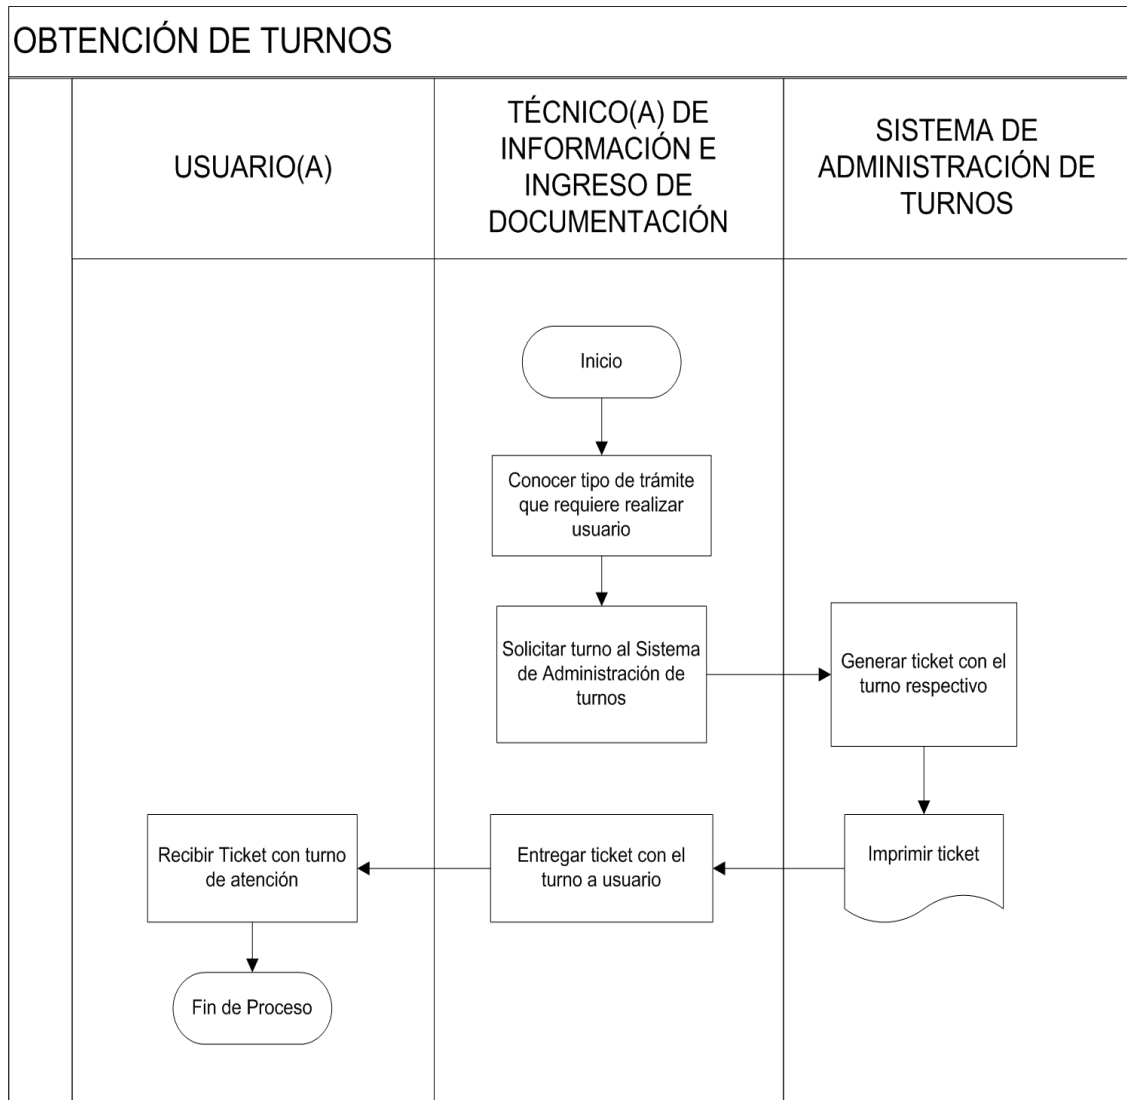 OBTENCIÓN DE TURNOS
USUARIO(A)
TÉCNICO(A) DE
INFORMACIÓN E
INGRESO DE
DOCUMENTACIÓN
SISTEMA DE
ADMINISTRACIÓN DE
TURNOS
Inicio
Conocer tipo de trámite
que requiere realizar
usuario
Solicitar turno al Sistema
de Administración de
turnos
Generar ticket con el
turno respectivo
Imprimir ticket
Entregar ticket con el
turno a usuario
Recibir Ticket con turno
de atención
Fin de Proceso